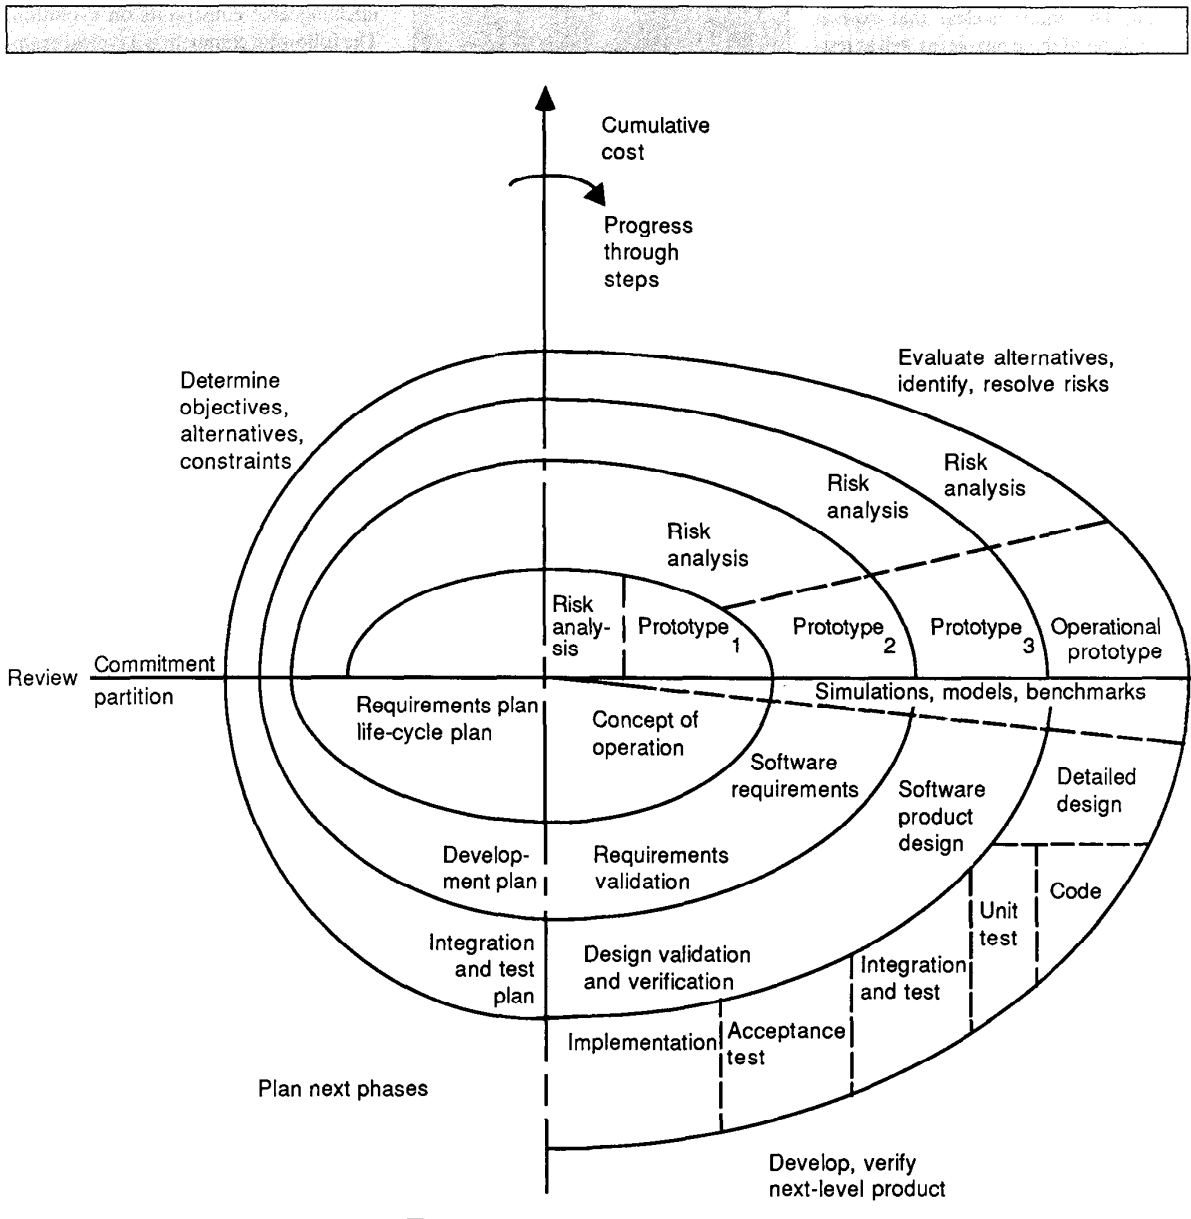 Cumulative
cost
Progress
through
steps
Evaluate alternatives,
identify, resolve risks
Determine
objectives,
alternatives,
constraints
Risk
analysis
Risk
analysis
Risk
analysis
Risk
analy-
sis
Prototype 1
Prototype 2
Prototype 3
Operational
prototype
Review
Commitment
partition
Simulations, models, benchmarks
Requirements plan
life-cycle plan
Concept of
operation
Software
requirements
Software
product
design
Detailed
design
Develop-
ment plan
Requirements
validation
Code
Unit
test
Integration
and test
plan
Design validation
and verification
Integration
and test
Acceptance
test
Implementation
Plan next phases
Develop, verify
next-level product